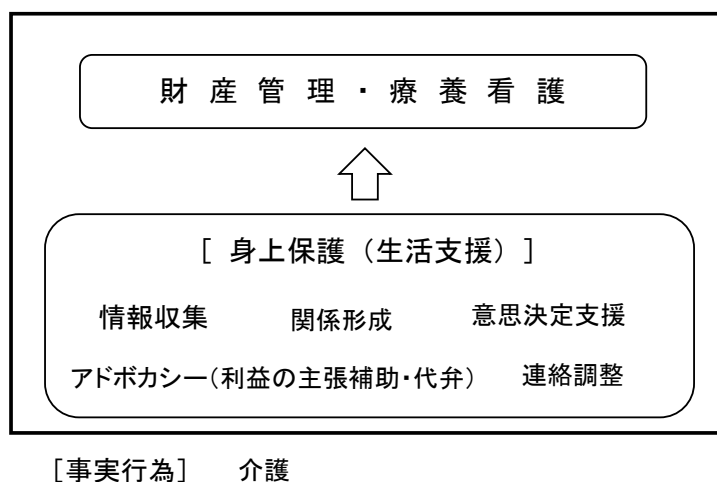 財産管理・療養看護
[ 身上保護（生活支援）]
情報収集 関係形成 意思決定支援
アドボカシー（利益の主張補助・代弁） 連絡調整
［事実行為］ 介護